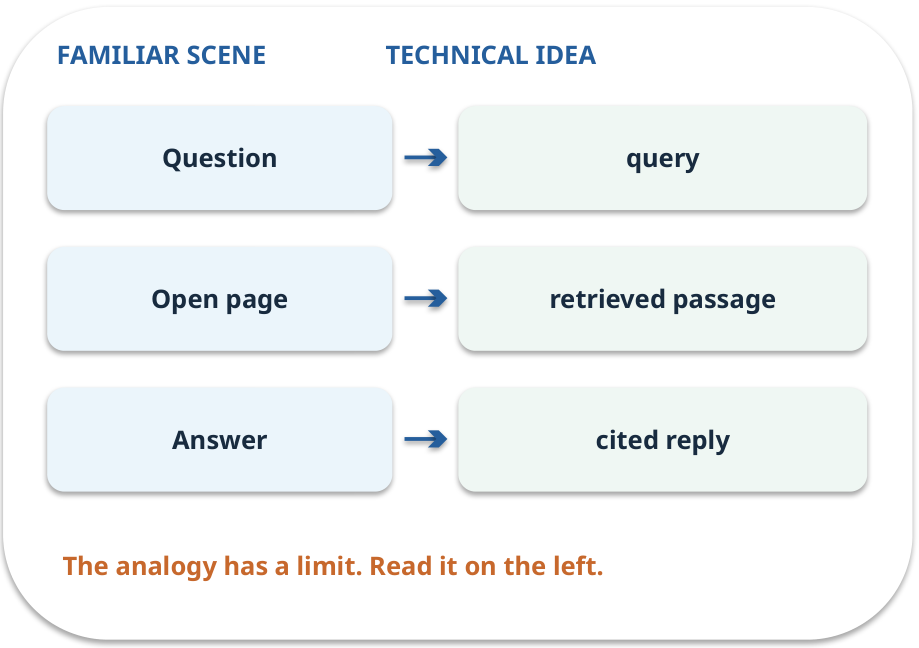 FAMILIAR SCENE TECHNICAL IDEA
Question → query
Open page → retrieved passage
Answer → cited reply
The analogy has a limit. Read it on the left.